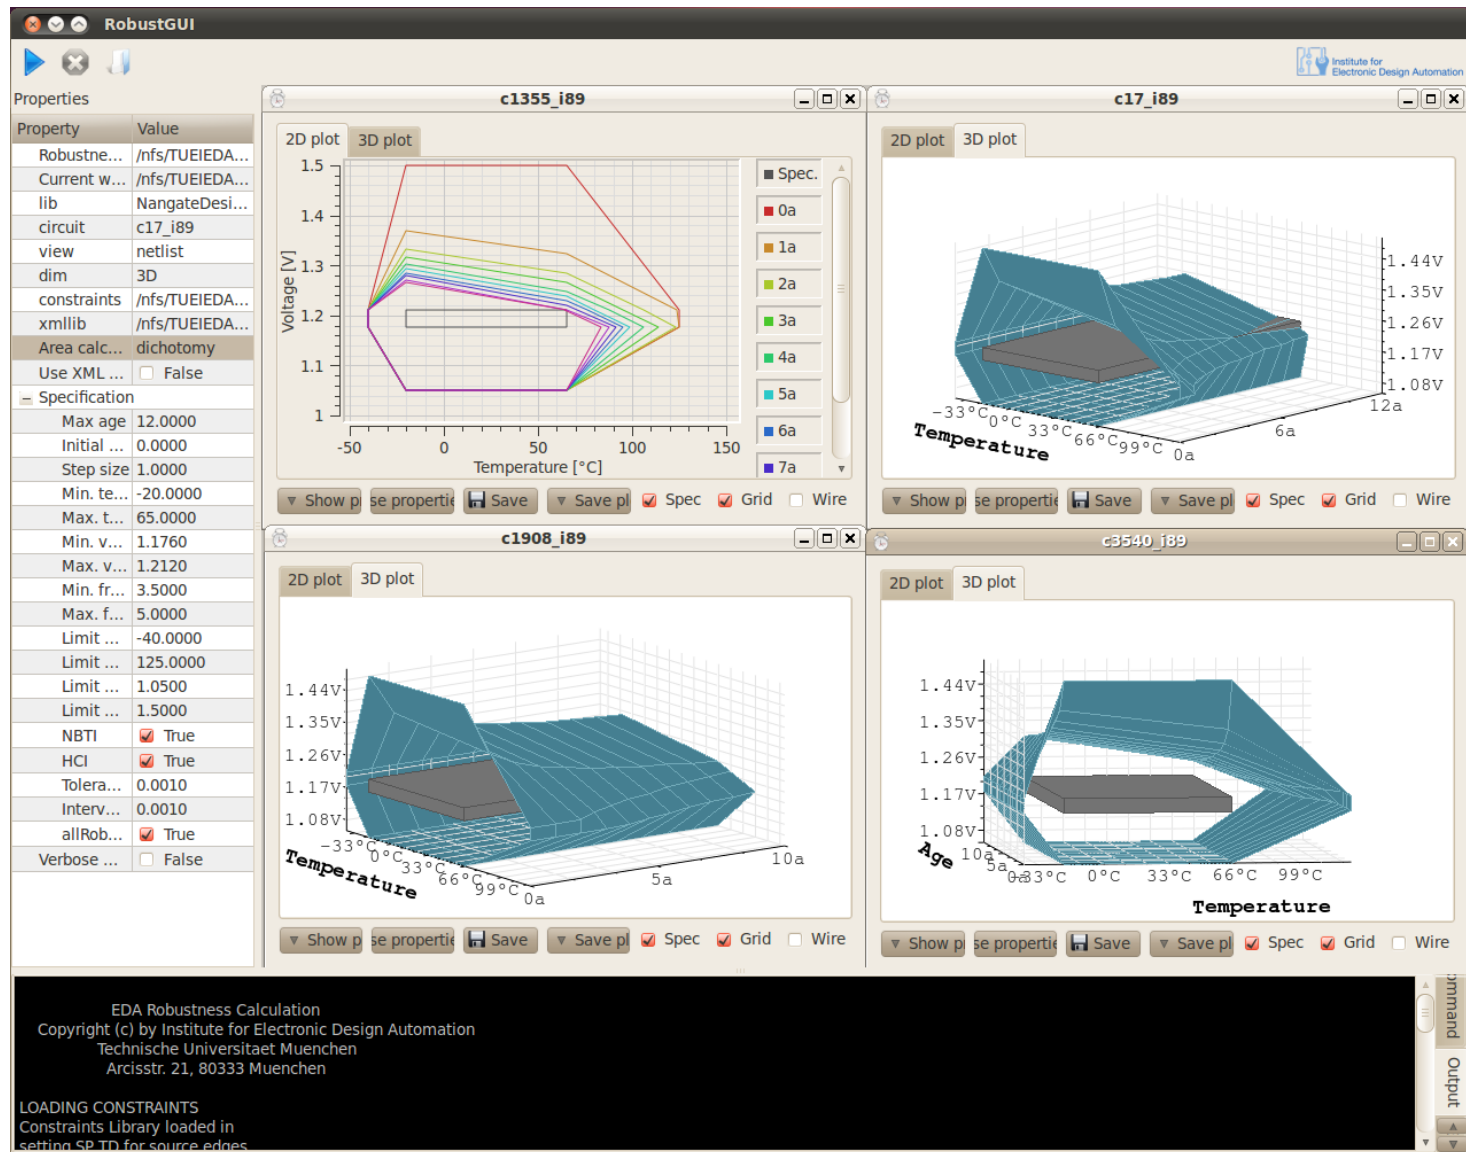 RobustGUI
Institute for
Electronic Design Automation
Properties
Property Value
Robustne... /nfs/TUEIEDA...
Current w... /nfs/TUEIEDA...
lib NangateDesi...
circuit c17_i89
view netlist
dim 3D
constraints /nfs/TUEIEDA...
xmllib /nfs/TUEIEDA...
Area calc... dichotomy
Use XML ... False
Specification
Max age 12.0000
Initial ... 0.0000
Step size 1.0000
Min. te... -20.0000
Max. t... 65.0000
Min. v... 1.1760
Max. v... 1.2120
Min. fr... 3.5000
Max. f... 5.0000
Limit ... -40.0000
Limit ... 125.0000
Limit ... 1.0500
Limit ... 1.5000
NBTI True
HCI True
Tolera... 0.0010
Interv... 0.0010
allRob... True
Verbose ... False
c1355_i89
2D plot 3D plot
1.5
1.4
1.3
1.2
1.1
1
Voltage [V]
-50 0 50 100 150
Temperature [°C]
Spec.
0a
1a
2a
3a
4a
5a
6a
7a
Show p se propertie Save Save pl Spec Grid Wire
c17_i89
2D plot 3D plot
1.44V
1.35V
1.26V
1.17V
1.08V
-33°C 0°C 33°C 66°C 99°C 0a 6a 12a
Temperature
Show p se propertie Save Save pl Spec Grid Wire
c1908_i89
2D plot 3D plot
1.44V
1.35V
1.26V
1.17V
1.08V
-33°C 0°C 33°C 66°C 99°C 0a 5a 10a
Temperature
Show p se propertie Save Save pl Spec Grid Wire
c3540_i89
2D plot 3D plot
1.44V
1.35V
1.26V
1.17V
1.08V
Age 10a 5a 0a -33°C 0°C 33°C 66°C 99°C
Temperature
Show p se propertie Save Save pl Spec Grid Wire
EDA Robustness Calculation
Copyright (c) by Institute for Electronic Design Automation
Technische Universitaet Muenchen
Arcisstr. 21, 80333 Muenchen
LOADING CONSTRAINTS
Constraints Library loaded in
setting SP TD for source edges
ommand
Output